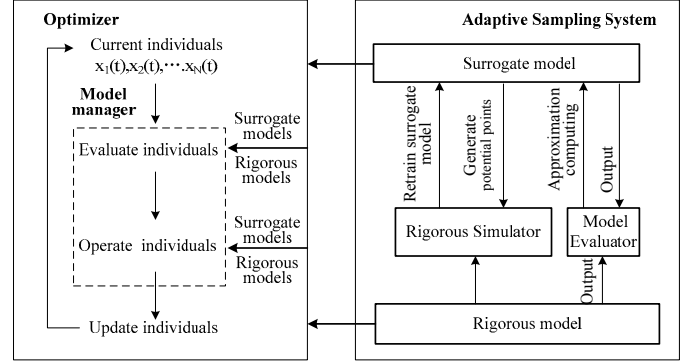 Optimizer
Current individuals
x1(t),x2(t),···.xN(t)
Model
manager
Evaluate individuals
Operate individuals
Update individuals
Surrogate
models
Rigorous
models
Surrogate
models
Rigorous
models
Adaptive Sampling System
Surrogate model
Retrain surrogate
model
Generate
potential points
Approximation
computing
Output
Rigorous Simulator
Model
Evaluator
Output
Rigorous model